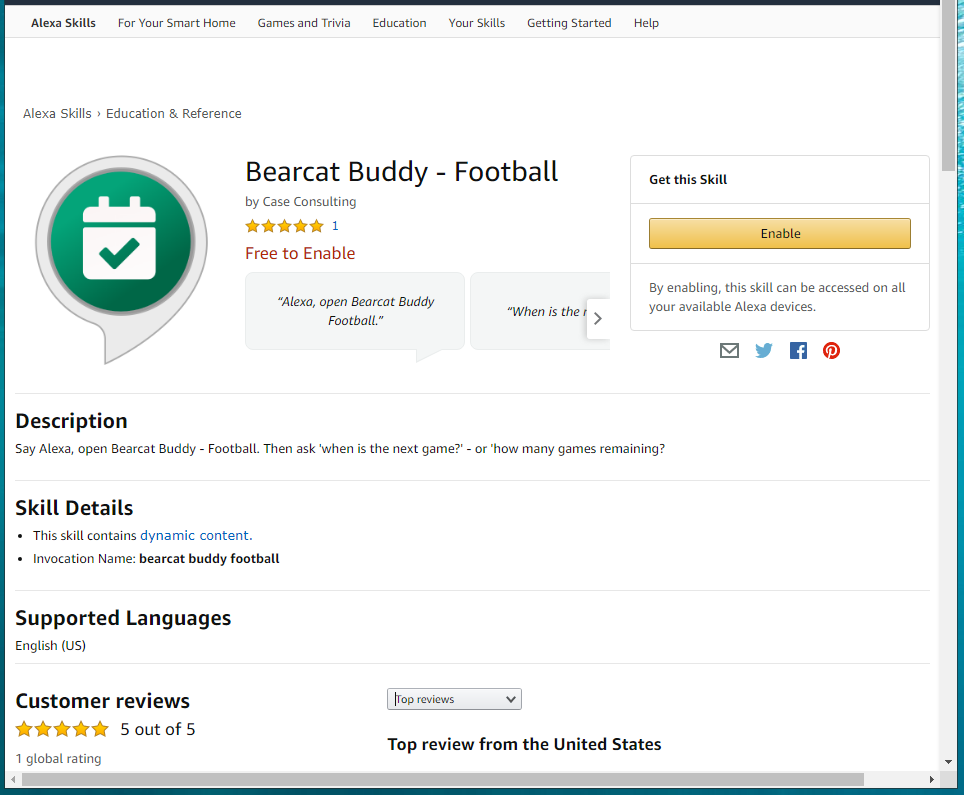 Alexa Skills For Your Smart Home Games and Trivia Education Your Skills Getting Started Help
Alexa Skills › Education & Reference
Bearcat Buddy - Football
by Case Consulting
1
Free to Enable
“Alexa, open Bearcat Buddy
Football.”
“When is the
Get this Skill
Enable
By enabling, this skill can be accessed on all
your available Alexa devices.
Description
Say Alexa, open Bearcat Buddy - Football. Then ask 'when is the next game?' - or 'how many games remaining?
Skill Details
• This skill contains dynamic content.
• Invocation Name: bearcat buddy football
Supported Languages
English (US)
Customer reviews
5 out of 5
1 global rating
Top reviews
Top review from the United States